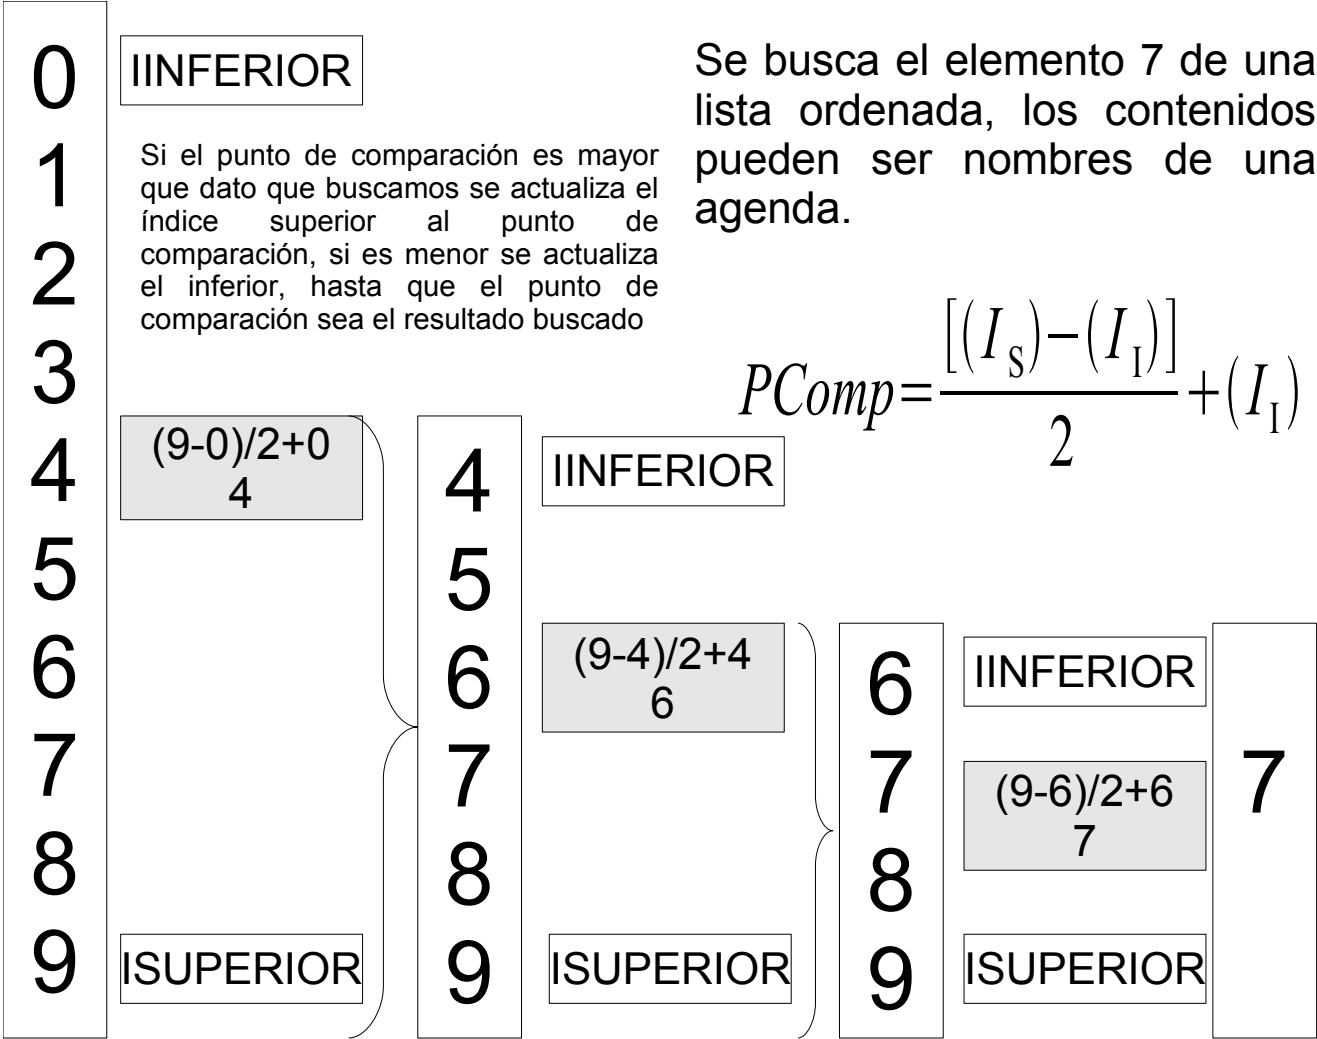 0
1
2
3
4
5
6
7
8
9
IINFERIOR
Si el punto de comparación es mayor
que dato que buscamos se actualiza el
índice superior al punto de
comparación, si es menor se actualiza
el inferior, hasta que el punto de
comparación sea el resultado buscado
Se busca el elemento 7 de una
lista ordenada, los contenidos
pueden ser nombres de una
agenda.
PComp=[(I_S)−(I_I)]/2+(I_I)
(9-0)/2+0
4
ISUPERIOR
4
5
6
7
8
9
IINFERIOR
(9-4)/2+4
6
ISUPERIOR
6
7
8
9
IINFERIOR
(9-6)/2+6
7
ISUPERIOR
7